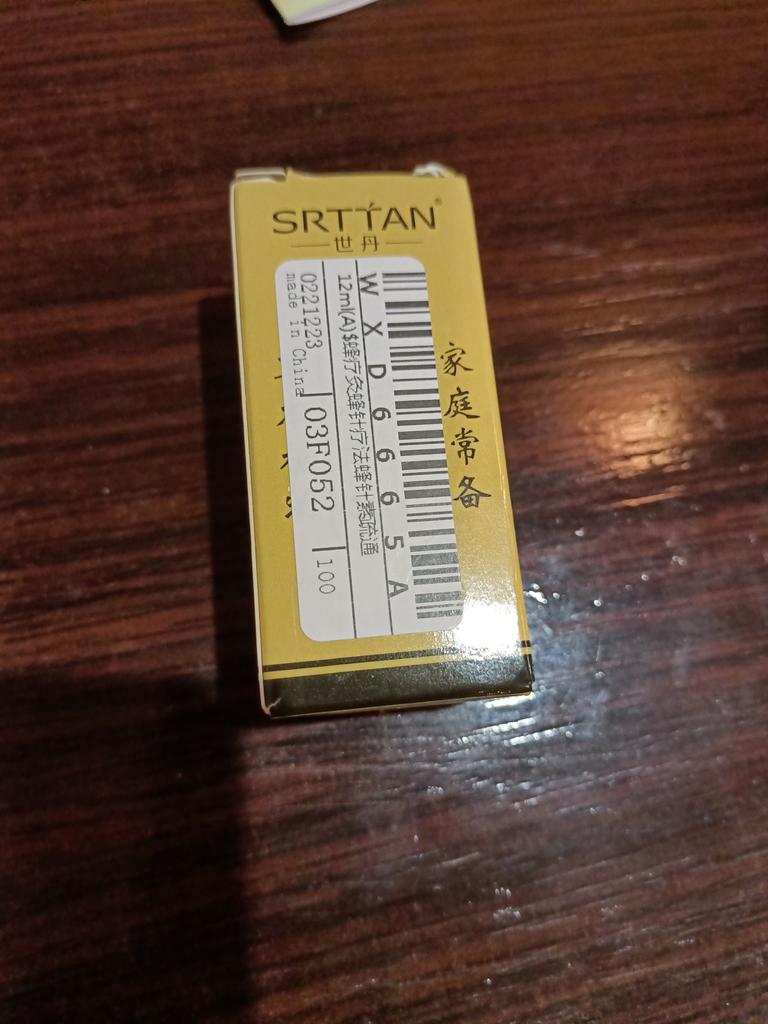 SRTTAN®
世丹
WXD6665A
12ml(A)$蜂疗灸蜂针疗法蜂针素疏通
0221223
03F052
100
made in China
家庭常备